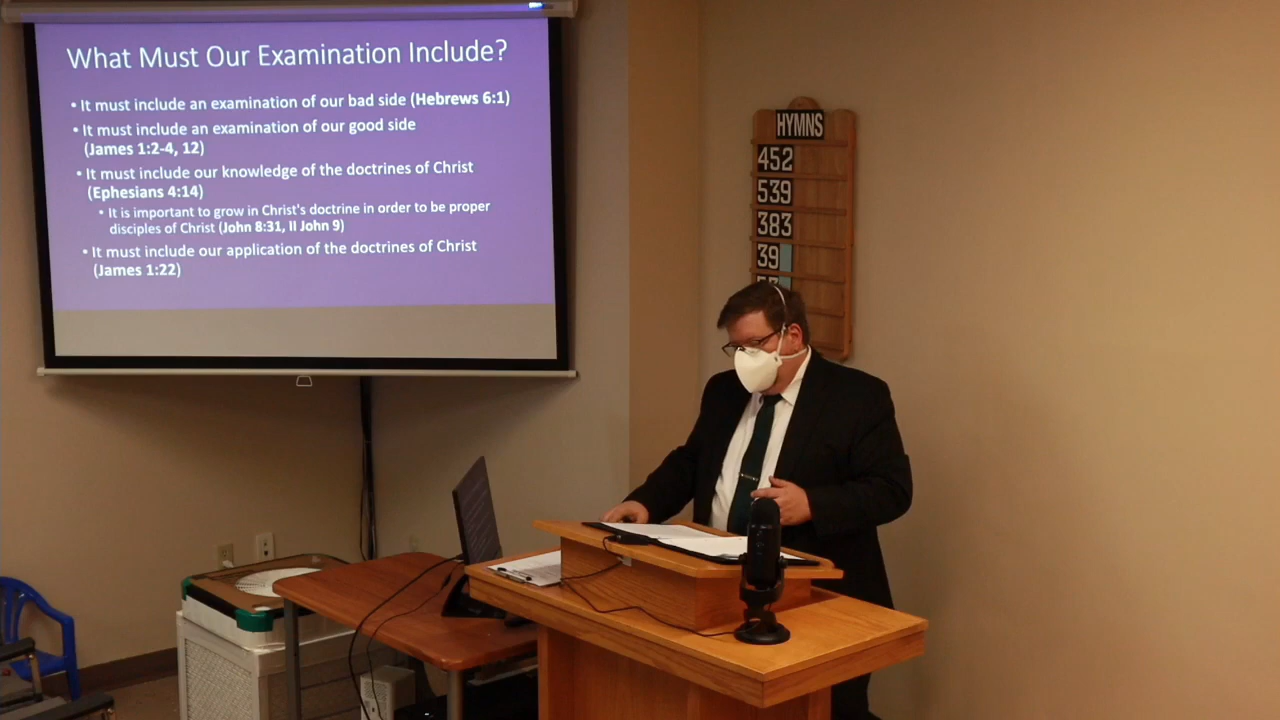 What Must Our Examination Include?
• It must include an examination of our bad side (Hebrews 6:1)
• It must include an examination of our good side
(James 1:2-4, 12)
• It must include our knowledge of the doctrines of Christ
(Ephesians 4:14)
• It is important to grow in Christ's doctrine in order to be proper
disciples of Christ (John 8:31, II John 9)
• It must include our application of the doctrines of Christ
(James 1:22)
HYMNS
452
539
383
39